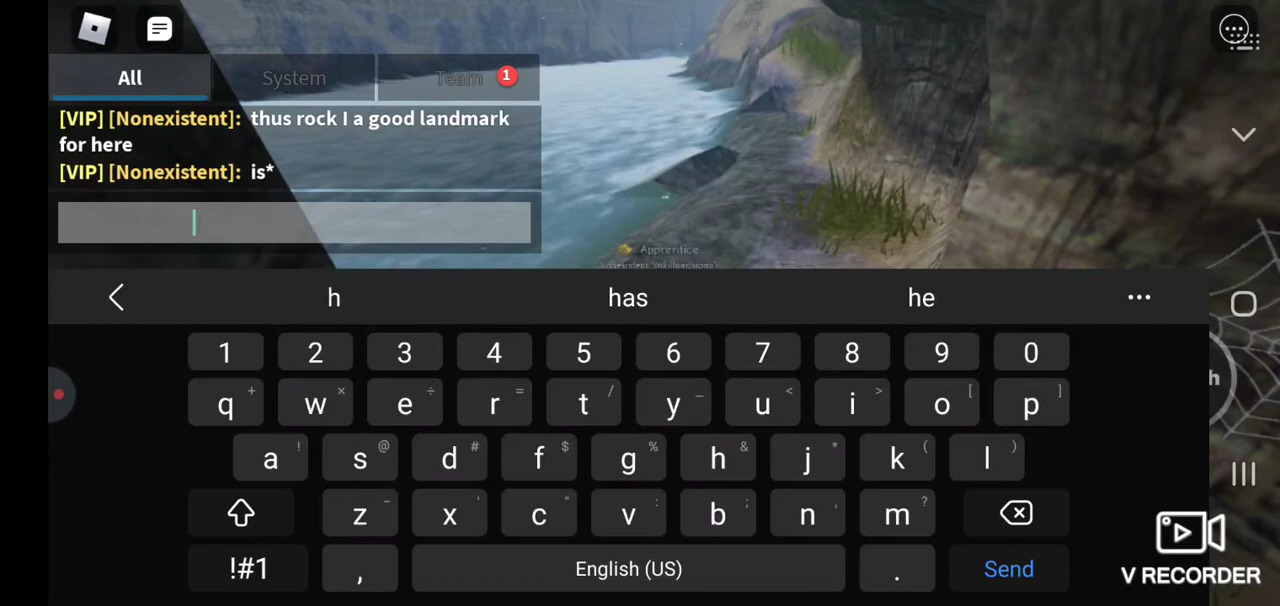 All
System
Team
1
[VIP] [Nonexistent]: thus rock I a good landmark
for here
[VIP] [Nonexistent]: is*
Apprentice
h
has
he
1 2 3 4 5 6 7 8 9 0
q + w × e ÷ r = t / y _ u < i > o [ p ]
a ! s @ d # f $ g % h & j * k ( l )
z - x ' c " v : b ; n , m ?
!#1 , English (US) . Send
h
V RECORDER